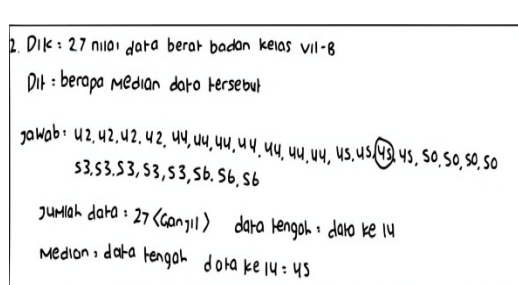 2. Dik : 27 nilai data berat badan kelas VII-B
Dit : berapa median dato tersebut
Jawab : 42, 42, 42, 42, 44, 44, 44, 44, 44, 44, 44, 45, 45, 45, 45, 50, 50, 50, 50
53, 53, 53, 53, 53, 56, 56, 56
Jumlah data : 27 (Ganjil) data tengah : data ke 14
Median : data tengah data ke 14 : 45